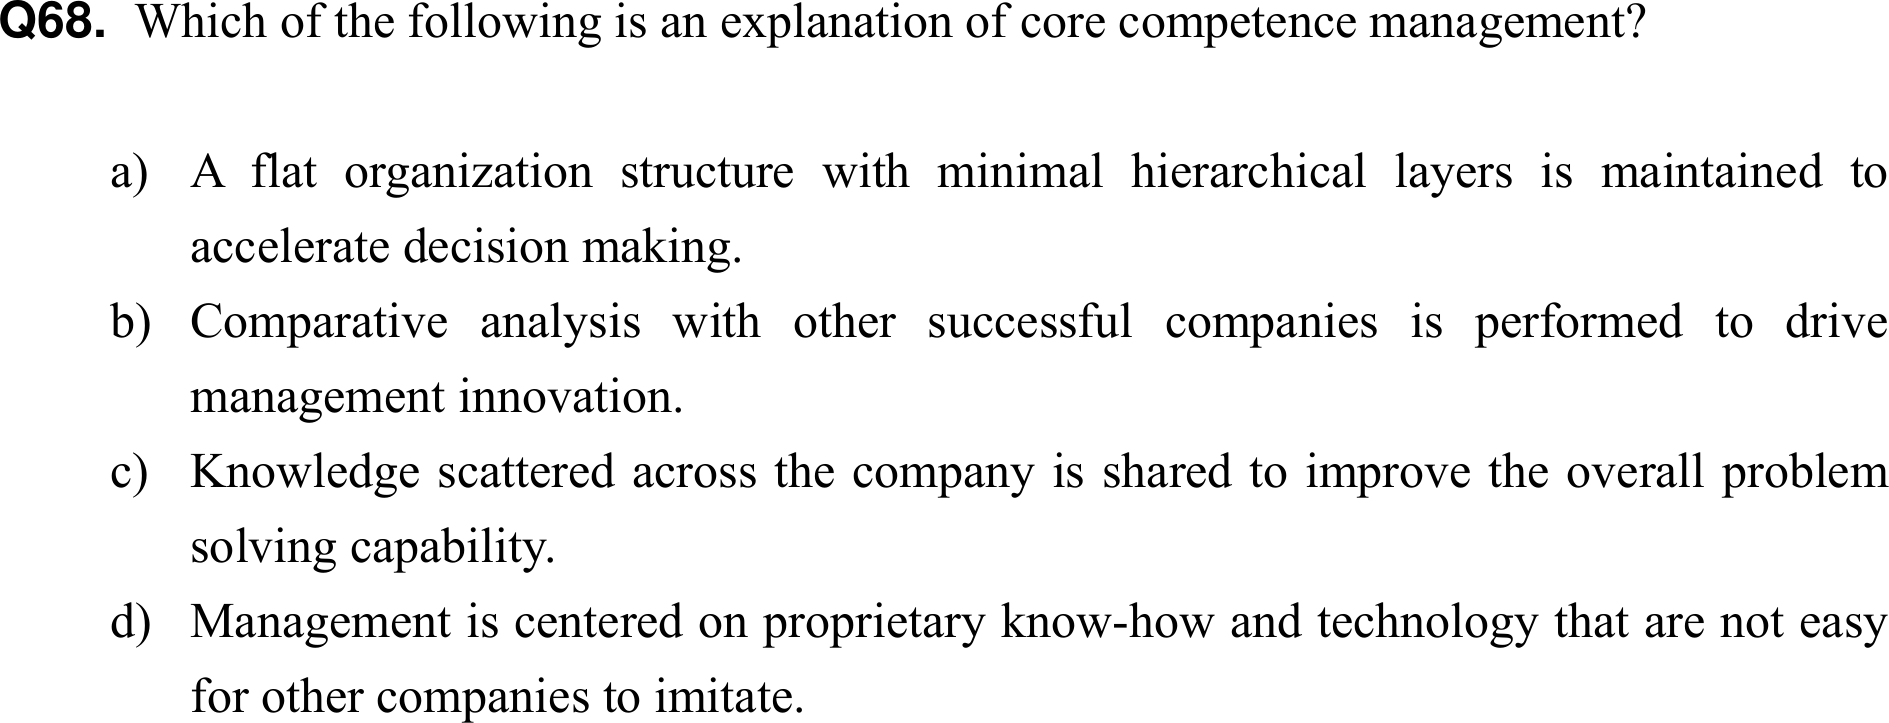 Q68. Which of the following is an explanation of core competence management?
a) A flat organization structure with minimal hierarchical layers is maintained to
accelerate decision making.
b) Comparative analysis with other successful companies is performed to drive
management innovation.
c) Knowledge scattered across the company is shared to improve the overall problem
solving capability.
d) Management is centered on proprietary know-how and technology that are not easy
for other companies to imitate.